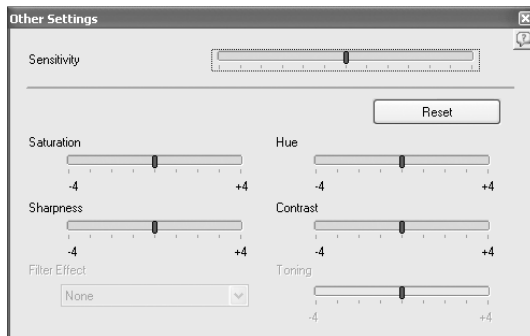 Other Settings
Sensitivity
Reset
Saturation
Hue
-4 +4
-4 +4
Sharpness
Contrast
-4 +4
-4 +4
Filter Effect
Toning
None
-4 +4